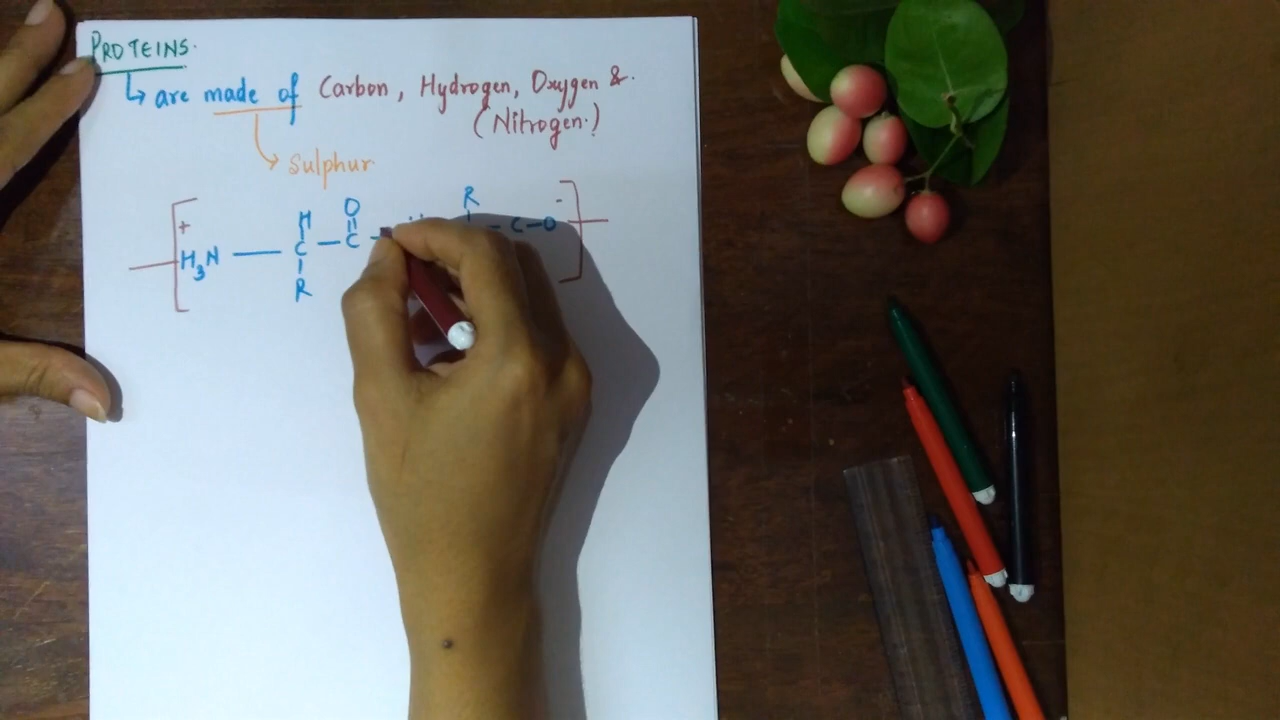 PROTEINS.
↳ are made of Carbon, Hydrogen, Oxygen &.
(Nitrogen.)
Sulphur
R
O
H
+ -
H3N — C — C — C – O
R